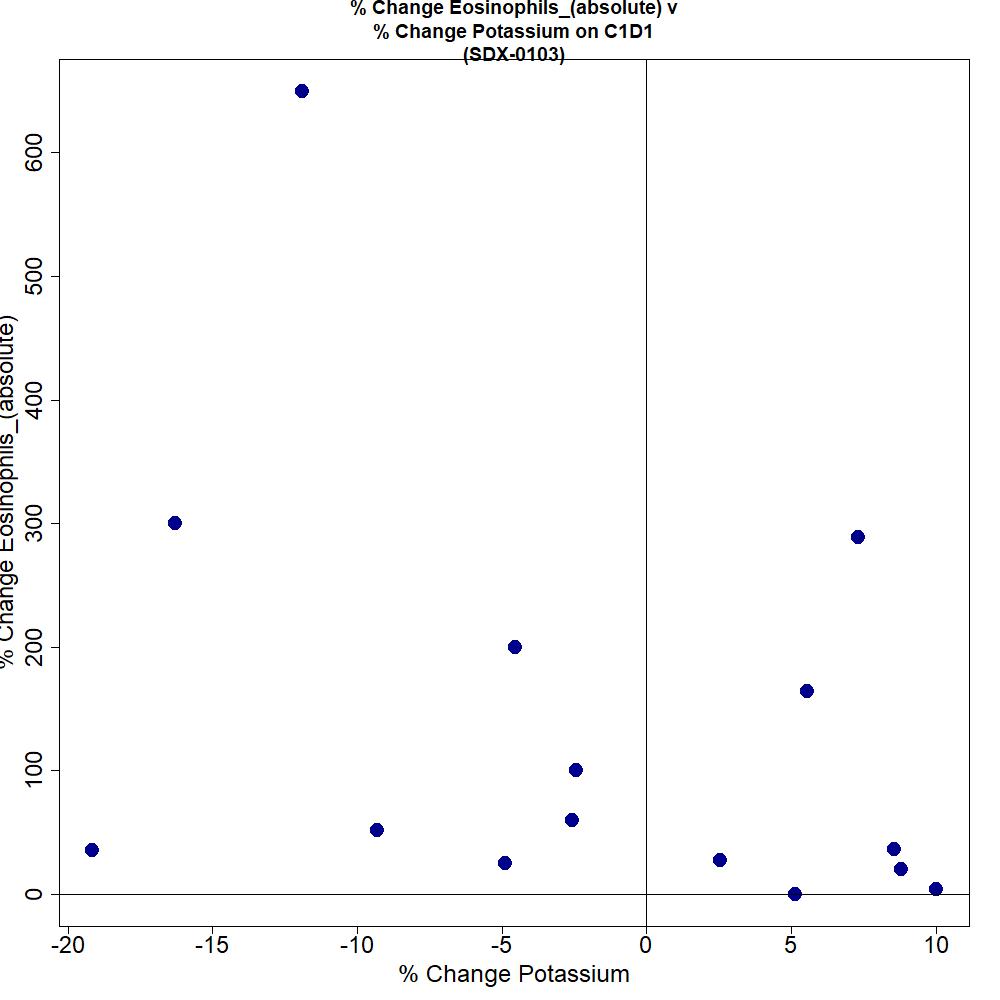 % Change Eosinophils_(absolute) v
% Change Potassium on C1D1
(SDX-0103)
% Change Eosinophils_(absolute)
600
500
400
300
200
100
0
-20 -15 -10 -5 0 5 10
% Change Potassium